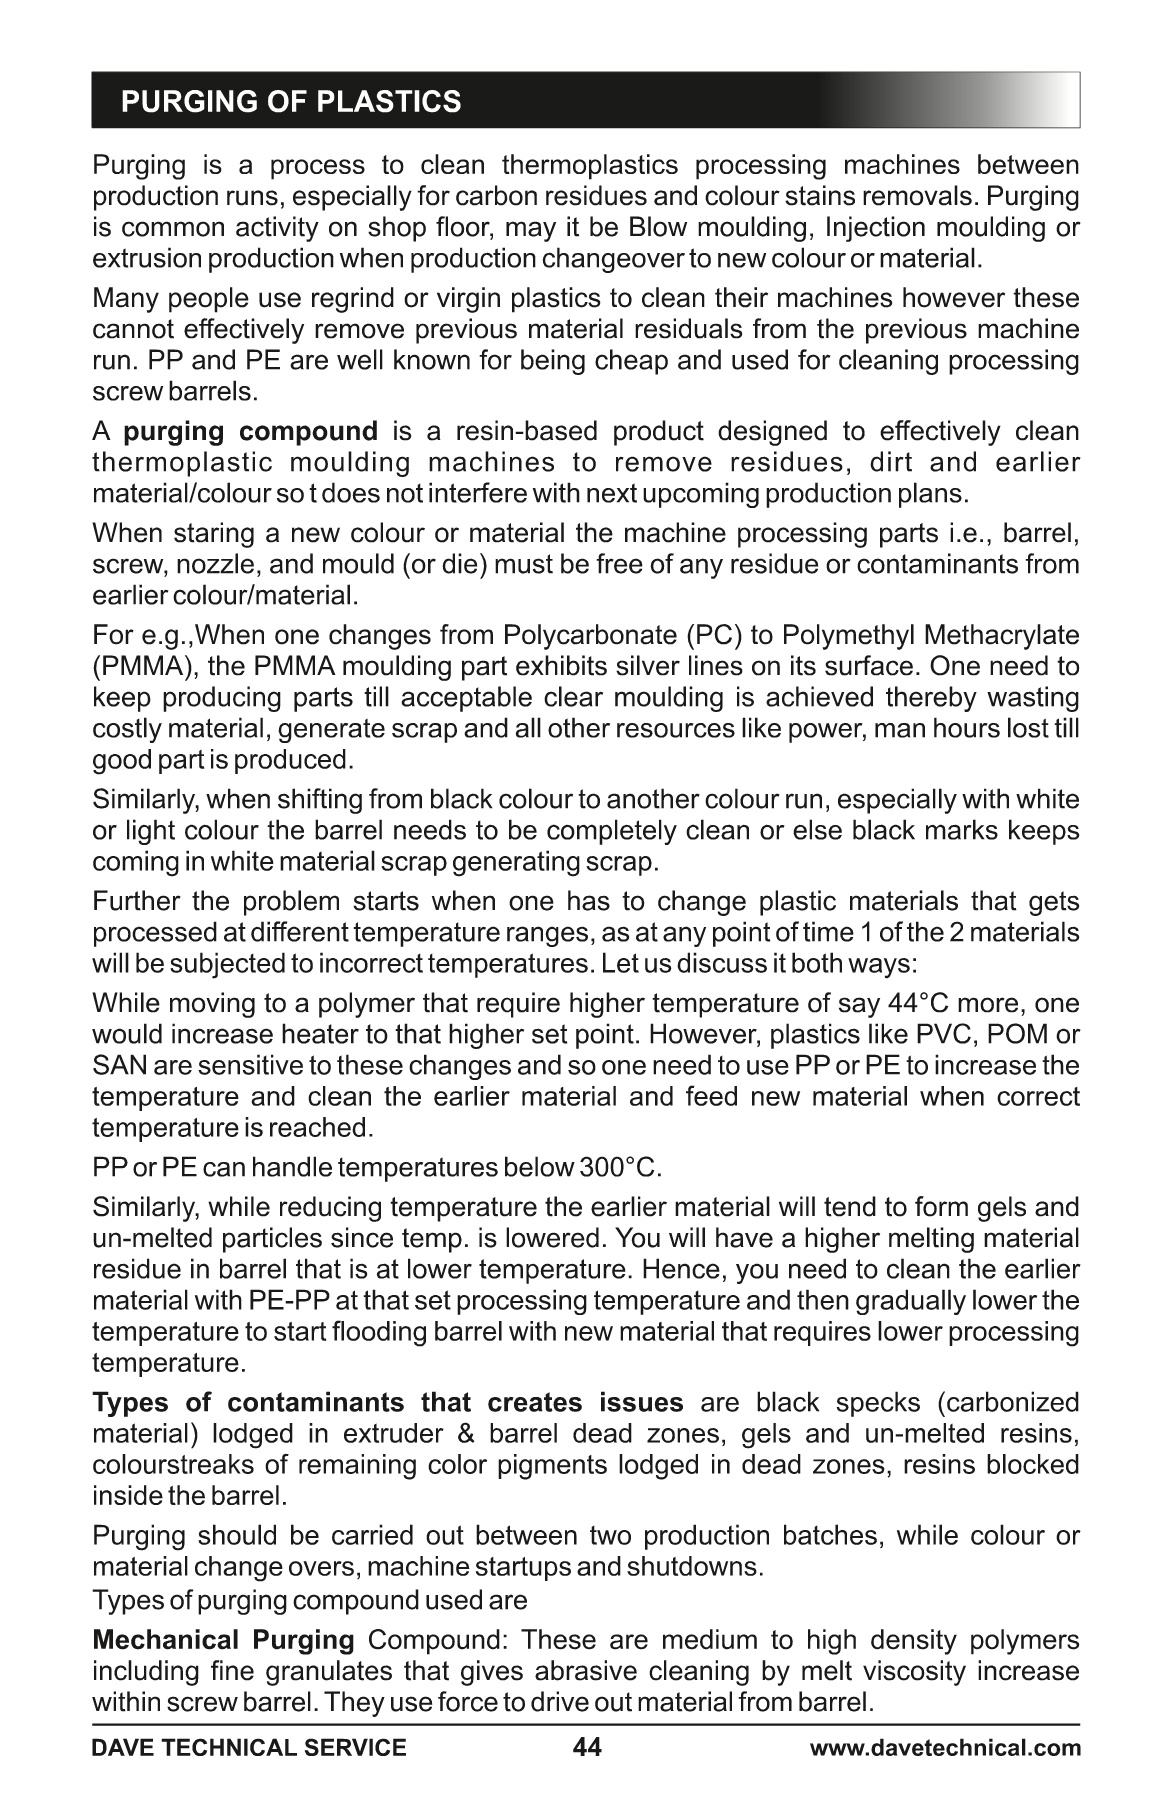 PURGING OF PLASTICS
Purging is a process to clean thermoplastics processing machines between
production runs, especially for carbon residues and colour stains removals. Purging
is common activity on shop floor, may it be Blow moulding, Injection moulding or
extrusion production when production changeover to new colour or material.
Many people use regrind or virgin plastics to clean their machines however these
cannot effectively remove previous material residuals from the previous machine
run. PP and PE are well known for being cheap and used for cleaning processing
screw barrels.
A purging compound is a resin-based product designed to effectively clean
thermoplastic moulding machines to remove residues, dirt and earlier
material/colour so t does not interfere with next upcoming production plans.
When staring a new colour or material the machine processing parts i.e., barrel,
screw, nozzle, and mould (or die) must be free of any residue or contaminants from
earlier colour/material.
For e.g.,When one changes from Polycarbonate (PC) to Polymethyl Methacrylate
(PMMA), the PMMA moulding part exhibits silver lines on its surface. One need to
keep producing parts till acceptable clear moulding is achieved thereby wasting
costly material, generate scrap and all other resources like power, man hours lost till
good part is produced.
Similarly, when shifting from black colour to another colour run, especially with white
or light colour the barrel needs to be completely clean or else black marks keeps
coming in white material scrap generating scrap.
Further the problem starts when one has to change plastic materials that gets
processed at different temperature ranges, as at any point of time 1 of the 2 materials
will be subjected to incorrect temperatures. Let us discuss it both ways:
While moving to a polymer that require higher temperature of say 44°C more, one
would increase heater to that higher set point. However, plastics like PVC, POM or
SAN are sensitive to these changes and so one need to use PP or PE to increase the
temperature and clean the earlier material and feed new material when correct
temperature is reached.
PP or PE can handle temperatures below 300°C.
Similarly, while reducing temperature the earlier material will tend to form gels and
un-melted particles since temp. is lowered. You will have a higher melting material
residue in barrel that is at lower temperature. Hence, you need to clean the earlier
material with PE-PP at that set processing temperature and then gradually lower the
temperature to start flooding barrel with new material that requires lower processing
temperature.
Types of contaminants that creates issues are black specks (carbonized
material) lodged in extruder & barrel dead zones, gels and un-melted resins,
colourstreaks of remaining color pigments lodged in dead zones, resins blocked
inside the barrel.
Purging should be carried out between two production batches, while colour or
material change overs, machine startups and shutdowns.
Types of purging compound used are
Mechanical Purging Compound: These are medium to high density polymers
including fine granulates that gives abrasive cleaning by melt viscosity increase
within screw barrel. They use force to drive out material from barrel.
DAVE TECHNICAL SERVICE 44 www.davetechnical.com